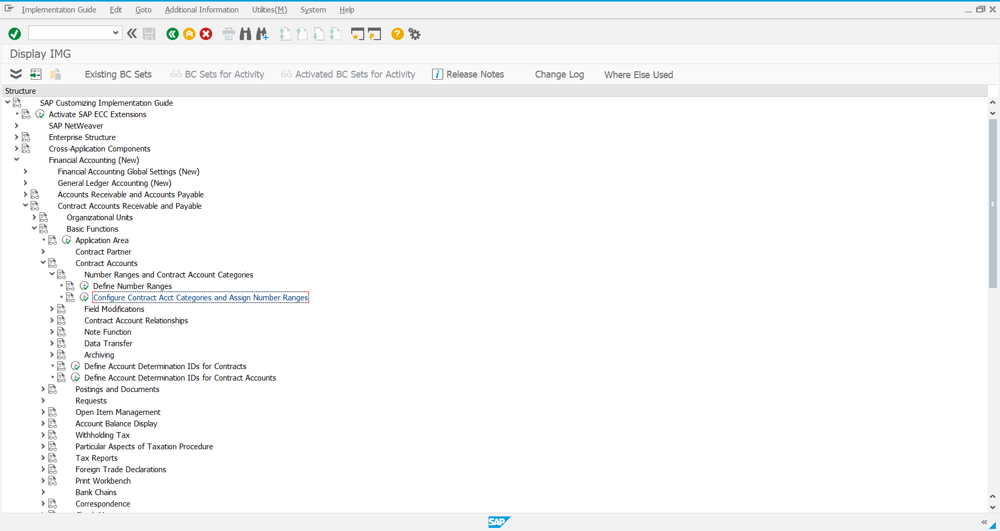 Implementation Guide Edit Goto Additional Information Utilities(M) System Help
Display IMG
Existing BC Sets BC Sets for Activity Activated BC Sets for Activity Release Notes Change Log Where Else Used
Structure
SAP Customizing Implementation Guide
Activate SAP ECC Extensions
SAP NetWeaver
Enterprise Structure
Cross-Application Components
Financial Accounting (New)
Financial Accounting Global Settings (New)
General Ledger Accounting (New)
Accounts Receivable and Accounts Payable
Contract Accounts Receivable and Payable
Organizational Units
Basic Functions
Application Area
Contract Partner
Contract Accounts
Number Ranges and Contract Account Categories
Define Number Ranges
Configure Contract Acct Categories and Assign Number Ranges
Field Modifications
Contract Account Relationships
Note Function
Data Transfer
Archiving
Define Account Determination IDs for Contracts
Define Account Determination IDs for Contract Accounts
Postings and Documents
Requests
Open Item Management
Account Balance Display
Withholding Tax
Particular Aspects of Taxation Procedure
Tax Reports
Foreign Trade Declarations
Print Workbench
Bank Chains
Correspondence
SAP